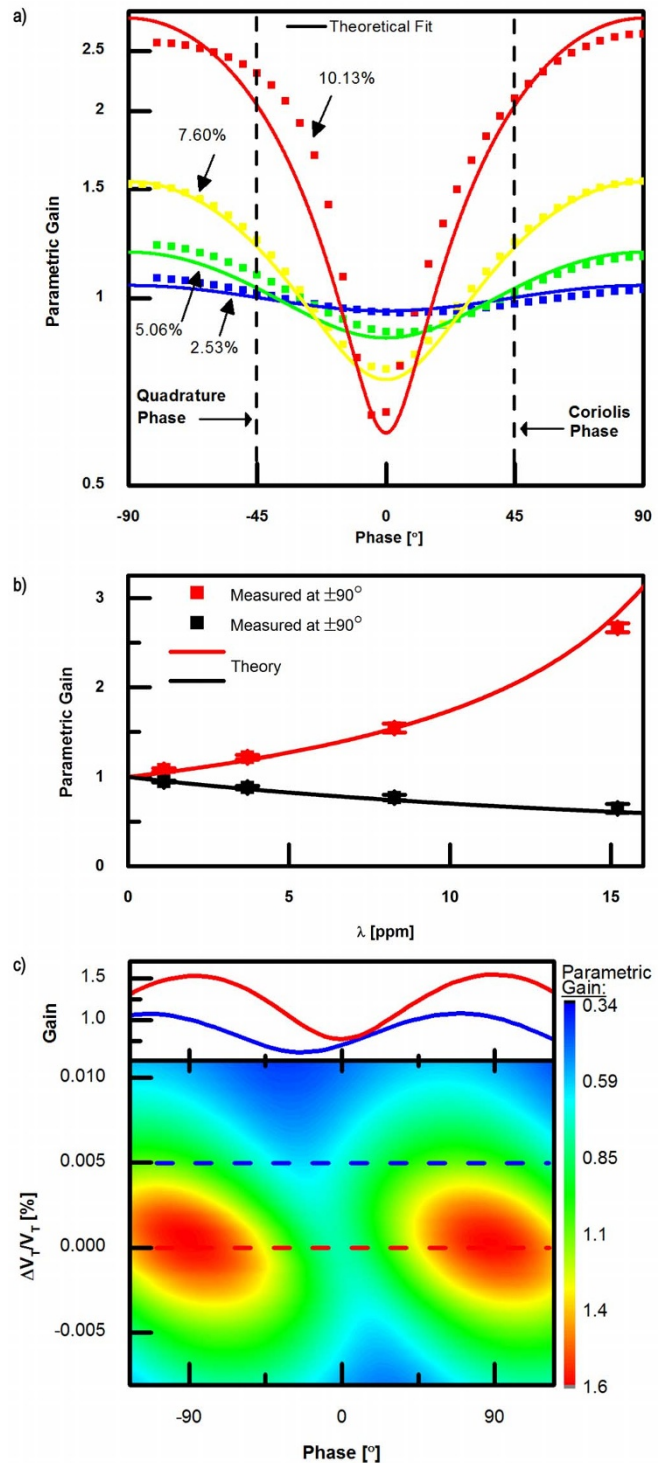 a)
Theoretical Fit
2.5
10.13%
2
7.60%
1.5
Parametric Gain
1
5.06%
2.53%
Quadrature
Phase
Coriolis
Phase
0.5
-90
-45
0
45
90
Phase [°]
b)
3
Measured at ±90°
Measured at ±90°
Theory
2
Parametric Gain
1
0
0
5
10
15
λ [ppm]
c)
Gain
1.5
1.0
Parametric
Gain:
0.34
0.59
0.85
1.1
1.4
1.6
0.010
0.005
0.000
-0.005
ΔV_T/V_T [%]
-90
0
90
Phase [°]